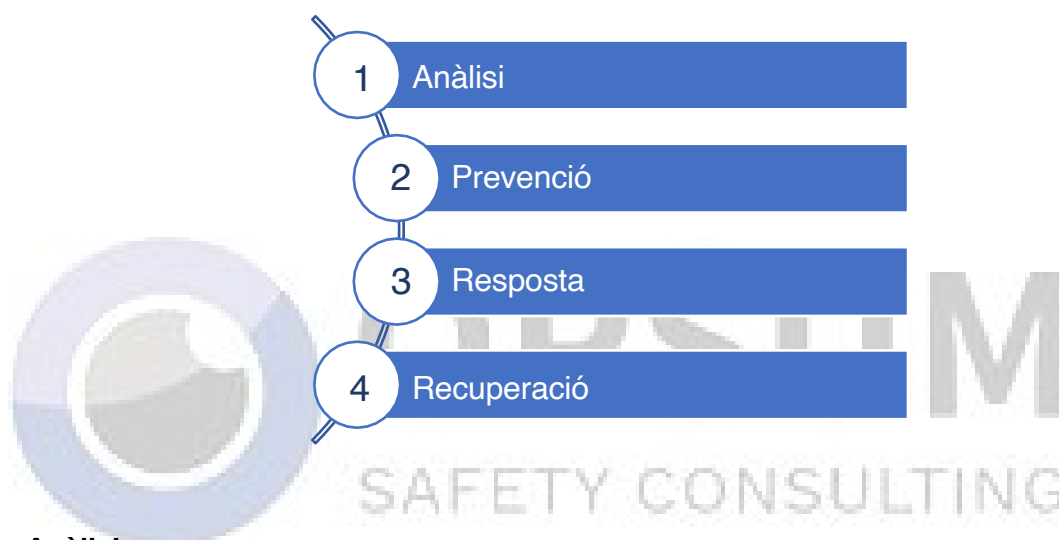 1 Anàlisi
2 Prevenció
3 Resposta
4 Recuperació
SAFETY CONSULTING